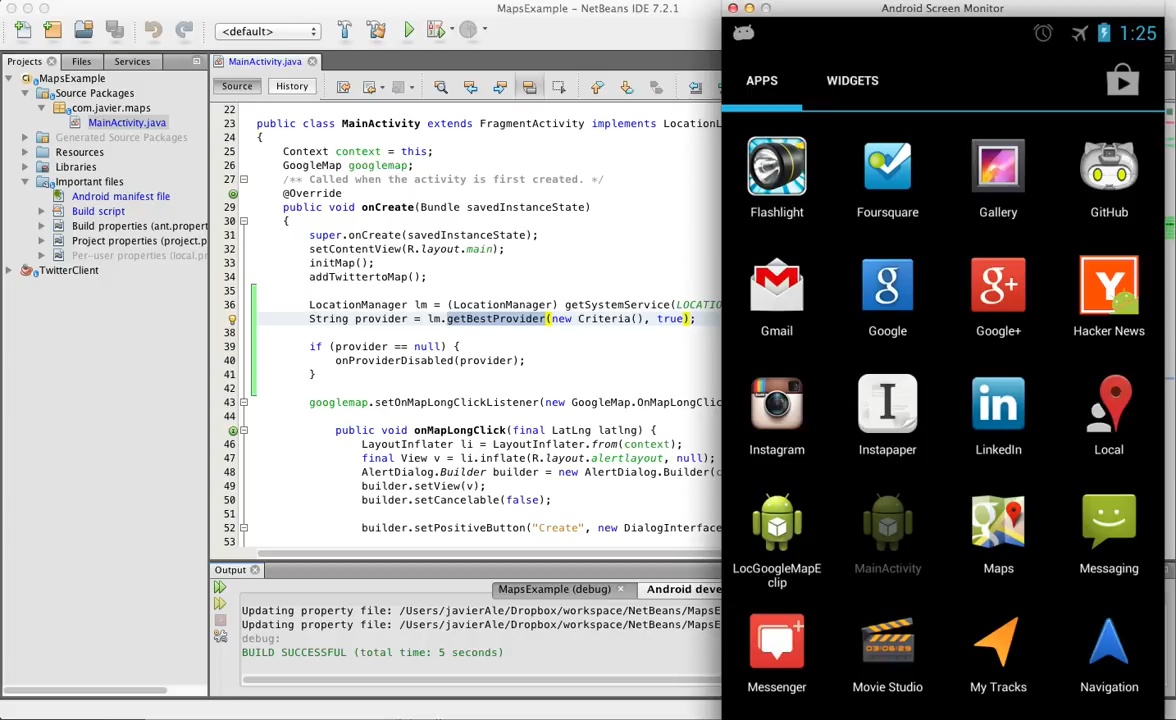 MapsExample - NetBeans IDE 7.2.1
<default>
Projects
Files
Services
MapsExample
Source Packages
com.javier.maps
MainActivity.java
Generated Source Packages
Resources
Libraries
Important files
Android manifest file
Build script
Build properties (ant.propert
Project properties (project.p
Per-user properties (local.pr
TwitterClient
MainActivity.java
Source
History
22
23 public class MainActivity extends FragmentActivity implements LocationL
24 {
25 Context context = this;
26 GoogleMap googlemap;
27 /** Called when the activity is first created. */
@Override
29 public void onCreate(Bundle savedInstanceState)
30 {
31 super.onCreate(savedInstanceState);
32 setContentView(R.layout.main);
33 initMap();
34 addTwittertoMap();
35
36 LocationManager lm = (LocationManager) getSystemService(LOCATIO
String provider = lm.getBestProvider(new Criteria(), true);
38
39 if (provider == null) {
40 onProviderDisabled(provider);
41 }
42
43 googlemap.setOnMapLongClickListener(new GoogleMap.OnMapLongClic
44
public void onMapLongClick(final LatLng latlng) {
46 LayoutInflater li = LayoutInflater.from(context);
47 final View v = li.inflate(R.layout.alertlayout, null);
48 AlertDialog.Builder builder = new AlertDialog.Builder(c
49 builder.setView(v);
50 builder.setCancelable(false);
51
52 builder.setPositiveButton("Create", new DialogInterface
53
Output
MapsExample (debug)
Android deve
Updating property file: /Users/javierAle/Dropbox/workspace/NetBeans/MapsE
Updating property file: /Users/javierAle/Dropbox/workspace/NetBeans/MapsE
debug:
BUILD SUCCESSFUL (total time: 5 seconds)
Android Screen Monitor
1:25
APPS
WIDGETS
Flashlight
Foursquare
Gallery
GitHub
Gmail
Google
Google+
Hacker News
Instagram
Instapaper
LinkedIn
Local
LocGoogleMapE
clip
MainActivity
Maps
Messaging
Messenger
Movie Studio
My Tracks
Navigation